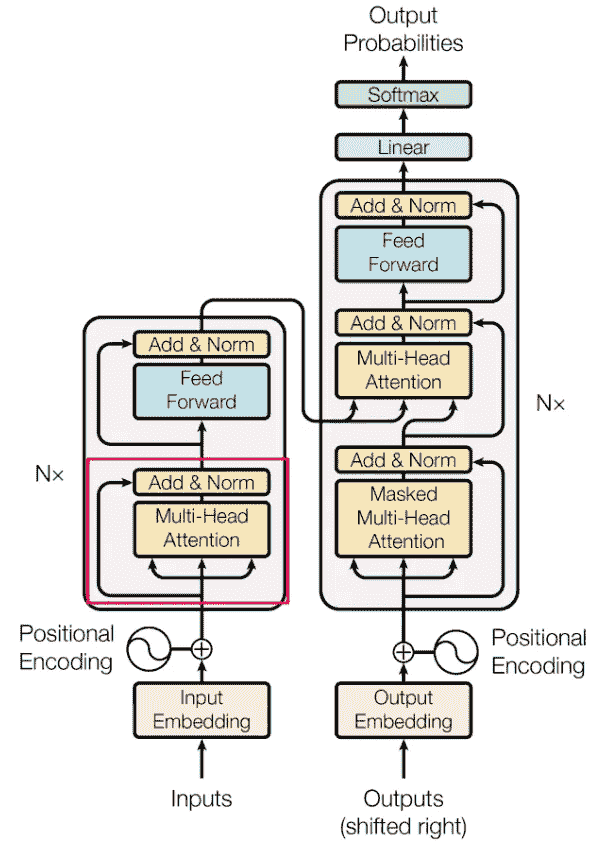 Output
Probabilities
Softmax
Linear
Add & Norm
Feed
Forward
Add & Norm
Multi-Head
Attention
Nx
Add & Norm
Masked
Multi-Head
Attention
Positional
Encoding
Output
Embedding
Outputs
(shifted right)
Add & Norm
Feed
Forward
Nx
Add & Norm
Multi-Head
Attention
Positional
Encoding
Input
Embedding
Inputs